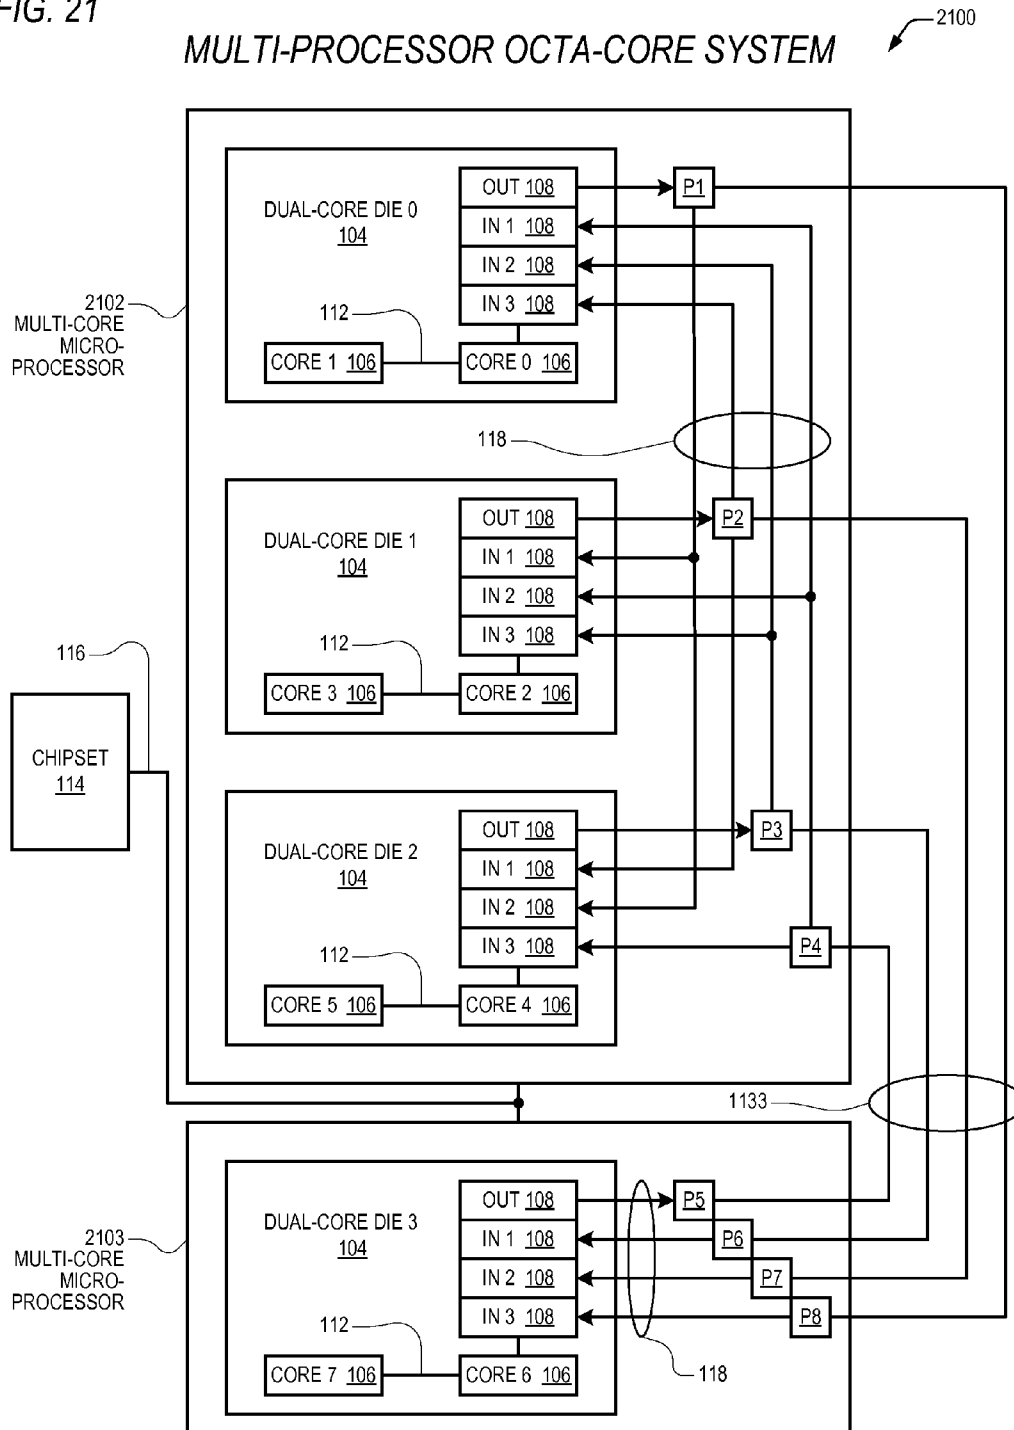 FIG. 21
2100
MULTI-PROCESSOR OCTA-CORE SYSTEM
2102
MULTI-CORE
MICRO-
PROCESSOR
DUAL-CORE DIE 0
104
OUT 108
IN 1 108
IN 2 108
IN 3 108
P1
112
CORE 1 106
CORE 0 106
118
DUAL-CORE DIE 1
104
OUT 108
IN 1 108
IN 2 108
IN 3 108
P2
112
CORE 3 106
CORE 2 106
116
CHIPSET
114
DUAL-CORE DIE 2
104
OUT 108
IN 1 108
IN 2 108
IN 3 108
P3
P4
112
CORE 5 106
CORE 4 106
1133
2103
MULTI-CORE
MICRO-
PROCESSOR
DUAL-CORE DIE 3
104
OUT 108
IN 1 108
IN 2 108
IN 3 108
P5
P6
P7
P8
112
CORE 7 106
CORE 6 106
118